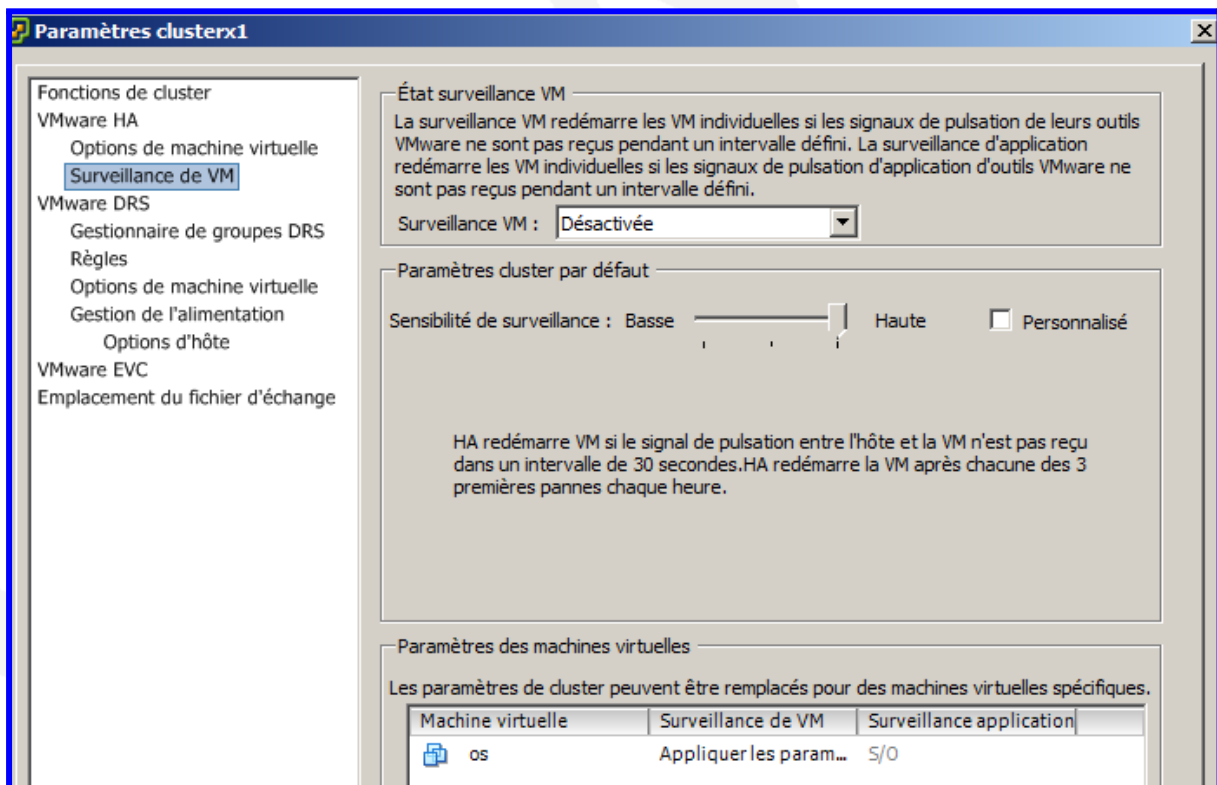 Paramètres clusterx1
Fonctions de cluster
VMware HA
Options de machine virtuelle
Surveillance de VM
VMware DRS
Gestionnaire de groupes DRS
Règles
Options de machine virtuelle
Gestion de l'alimentation
Options d'hôte
VMware EVC
Emplacement du fichier d'échange
État surveillance VM
La surveillance VM redémarre les VM individuelles si les signaux de pulsation de leurs outils
VMware ne sont pas reçus pendant un intervalle défini. La surveillance d'application
redémarre les VM individuelles si les signaux de pulsation d'application d'outils VMware ne
sont pas reçus pendant un intervalle défini.
Surveillance VM : Désactivée
Paramètres cluster par défaut
Sensibilité de surveillance : Basse Haute Personnalisé
HA redémarre VM si le signal de pulsation entre l'hôte et la VM n'est pas reçu
dans un intervalle de 30 secondes.HA redémarre la VM après chacune des 3
premières pannes chaque heure.
Paramètres des machines virtuelles
Les paramètres de cluster peuvent être remplacés pour des machines virtuelles spécifiques.
Machine virtuelle Surveillance de VM Surveillance application
os Appliquer les param... S/O